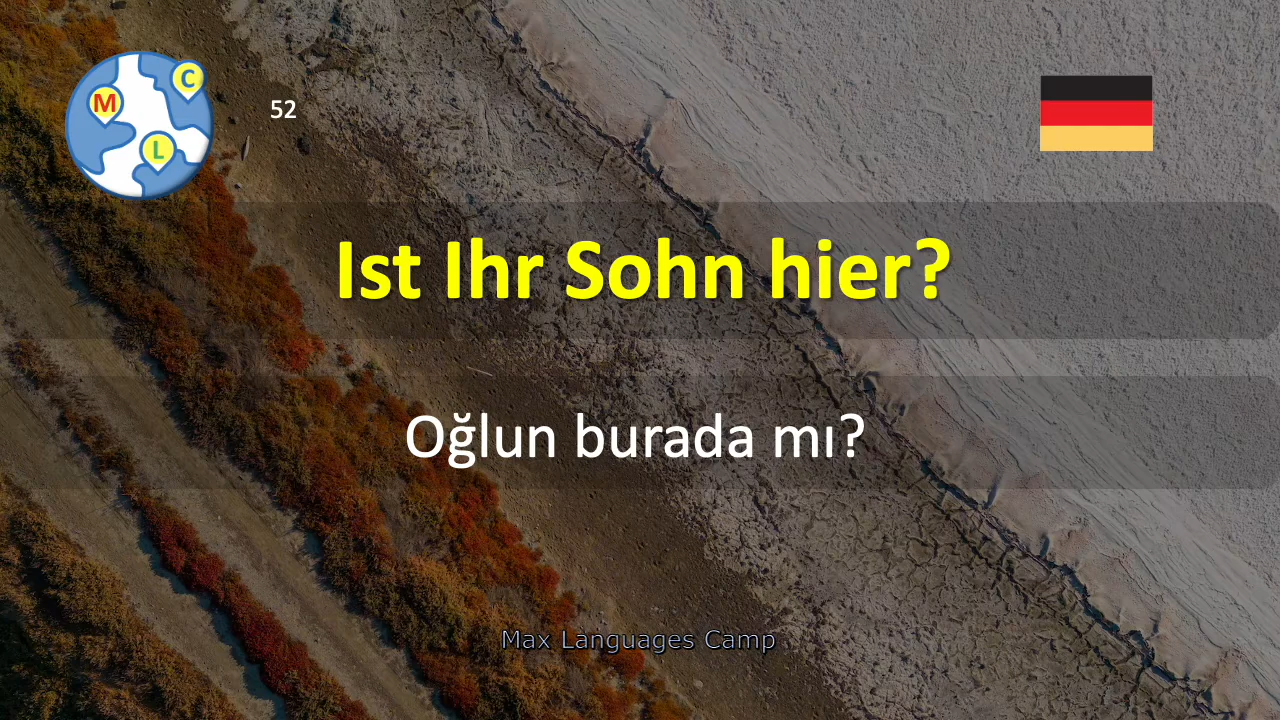 M
C
L
52
Ist Ihr Sohn hier?
Oğlun burada mı?
Max Languages Camp